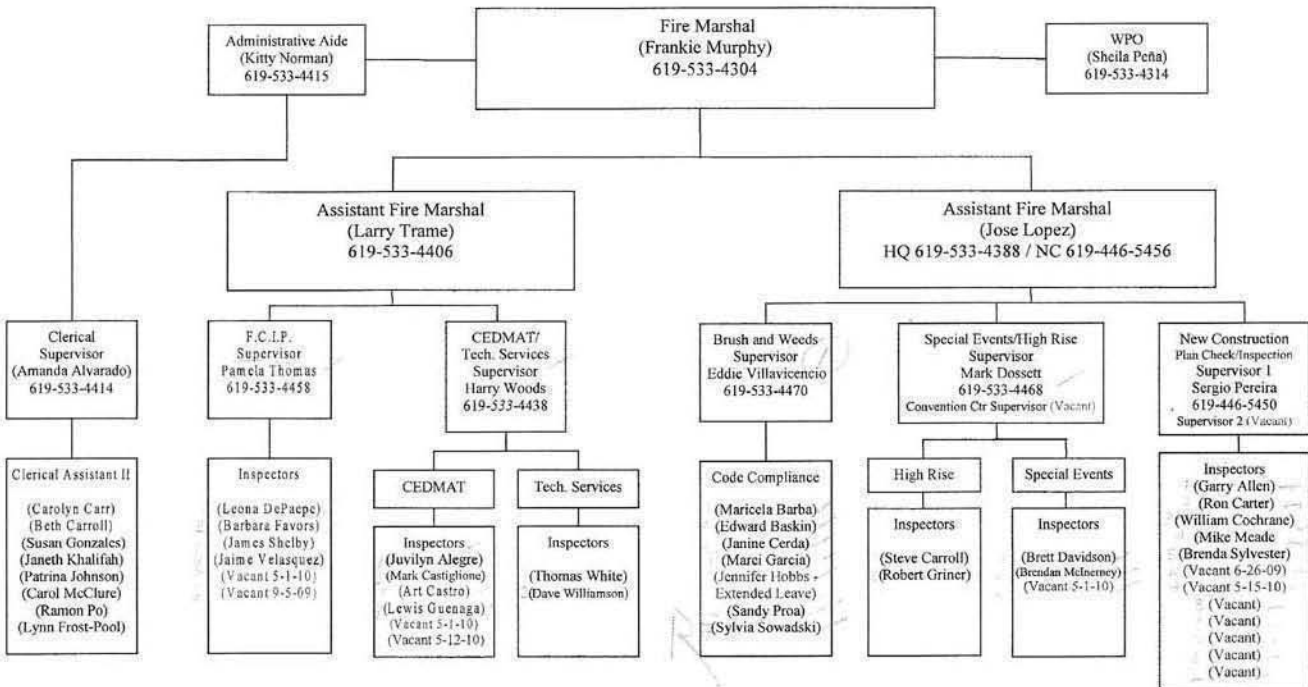 Administrative Aide
(Kitty Norman)
619-533-4415
Fire Marshal
(Frankie Murphy)
619-533-4304
WPO
(Sheila Peña)
619-533-4314
Assistant Fire Marshal
(Larry Trame)
619-533-4406
Assistant Fire Marshal
(Jose Lopez)
HQ 619-533-4388 / NC 619-446-5456
Clerical
Supervisor
(Amanda Alvarado)
619-533-4414
F.C.I.P.
Supervisor
Pamela Thomas
619-533-4458
CEDMAT/
Tech. Services
Supervisor
Harry Woods
619-533-4438
Brush and Weeds
Supervisor
Eddie Villavicencio
619-533-4470
Special Events/High Rise
Supervisor
Mark Dossett
619-533-4468
Convention Ctr Supervisor (Vacant)
New Construction
Plan Check/Inspection
Supervisor 1
Sergio Pereira
619-446-5450
Supervisor 2 (Vacant)
Clerical Assistant II
(Carolyn Carr)
(Beth Carroll)
(Susan Gonzales)
(Janeth Khalifah)
(Patrina Johnson)
(Carol McClure)
(Ramon Po)
(Lynn Frost-Pool)
Inspectors
(Leona DePaepe)
(Barbara Favors)
(James Shelby)
(Jaime Velasquez)
(Vacant 5-1-10)
(Vacant 9-5-09)
CEDMAT
Inspectors
(Juvilyn Alegre)
(Mark Castiglione)
(Art Castro)
(Lewis Guenaga)
(Vacant 5-1-10)
(Vacant 5-12-10)
Tech. Services
Inspectors
(Thomas White)
(Dave Williamson)
Code Compliance
(Maricela Barba)
(Edward Baskin)
(Janine Cerda)
(Marci Garcia)
(Jennifer Hobbs -
Extended Leave)
(Sandy Proa)
(Sylvia Sowadski)
High Rise
Inspectors
(Steve Carroll)
(Robert Griner)
Special Events
Inspectors
(Brett Davidson)
(Brendan McInerney)
(Vacant 5-1-10)
Inspectors
(Garry Allen)
(Ron Carter)
(William Cochrane)
(Mike Meade
(Brenda Sylvester)
(Vacant 6-26-09)
(Vacant 5-15-10)
(Vacant)
(Vacant)
(Vacant)
(Vacant)
(Vacant)